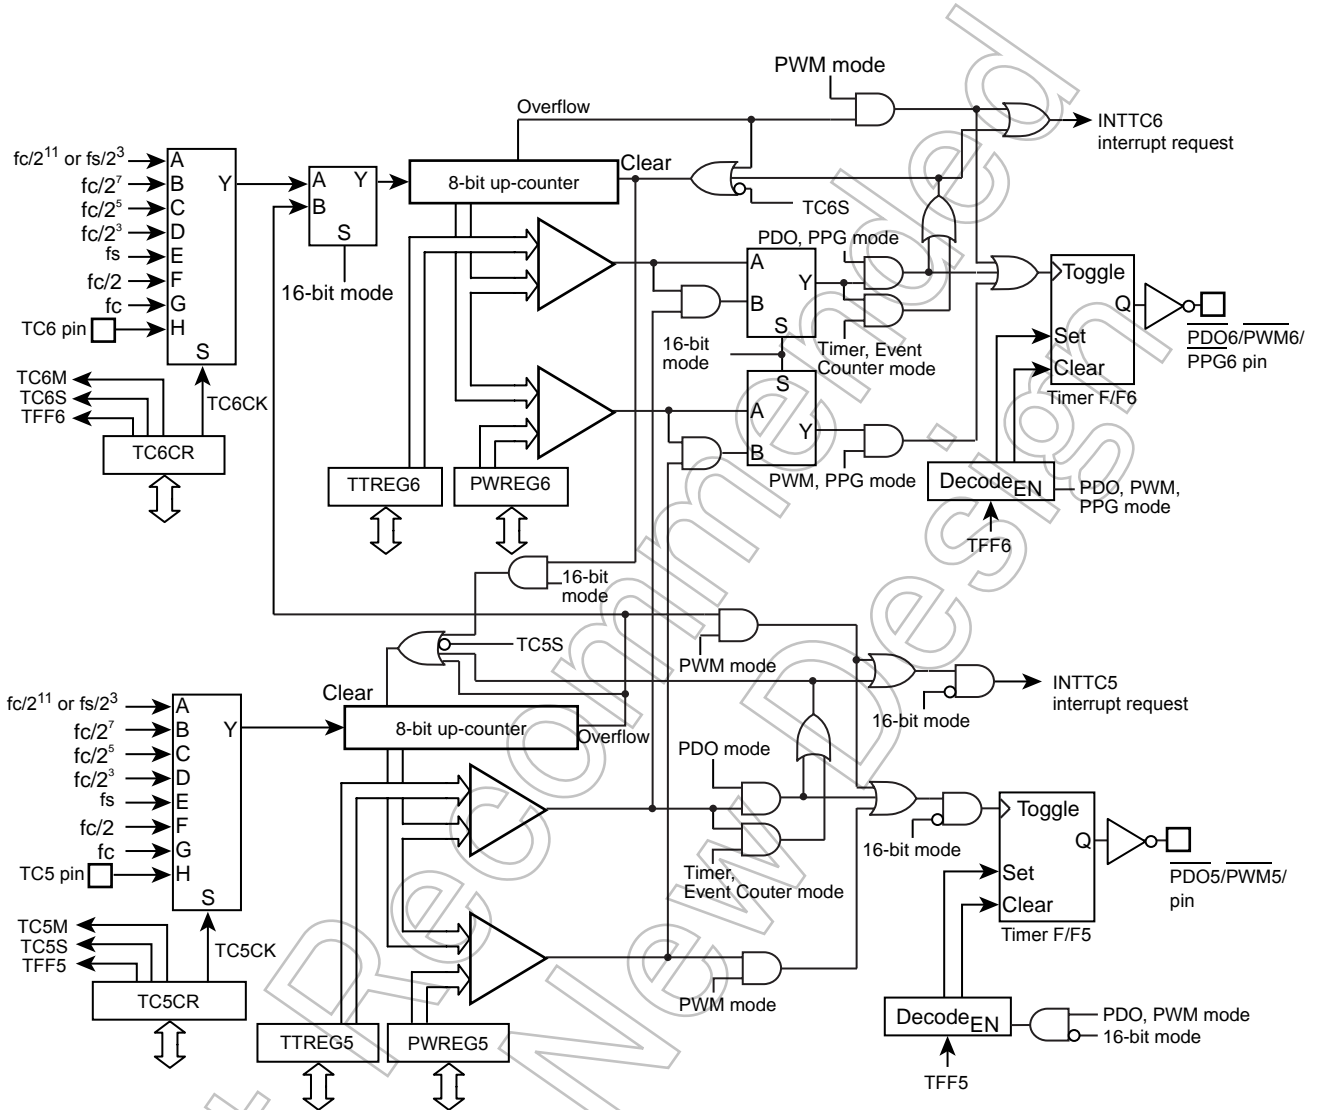 PWM mode
Overflow
INTTC6
interrupt request
fc/2¹¹ or fs/2³
fc/2⁷
fc/2⁵
fc/2³
fs
fc/2
fc
TC6 pin
A
B
C
D
E
F
G
H
Y
S
A
B
Y
S
16-bit mode
8-bit up-counter
Clear
TC6S
PDO, PPG mode
A
B
Y
S
16-bit
mode
Timer, Event
Counter mode
S
A
B
Y
PWM, PPG mode
Toggle
Q
Set
Clear
Timer F/F6
PDO6/PWM6/
PPG6 pin
TC6M
TC6S
TFF6
TC6CK
TC6CR
TTREG6
PWREG6
Decode EN
PDO, PWM,
PPG mode
TFF6
16-bit
mode
TC5S
PWM mode
INTTC5
interrupt request
16-bit mode
fc/2¹¹ or fs/2³
fc/2⁷
fc/2⁵
fc/2³
fs
fc/2
fc
TC5 pin
A
B
C
D
E
F
G
H
Y
S
Clear
8-bit up-counter
Overflow
PDO mode
Timer,
Event Couter mode
16-bit mode
Toggle
Q
Set
Clear
Timer F/F5
PDO5/PWM5/
pin
TC5M
TC5S
TFF5
TC5CK
TC5CR
TTREG5
PWREG5
PWM mode
Decode EN
PDO, PWM mode
16-bit mode
TFF5
Recommended
New Design